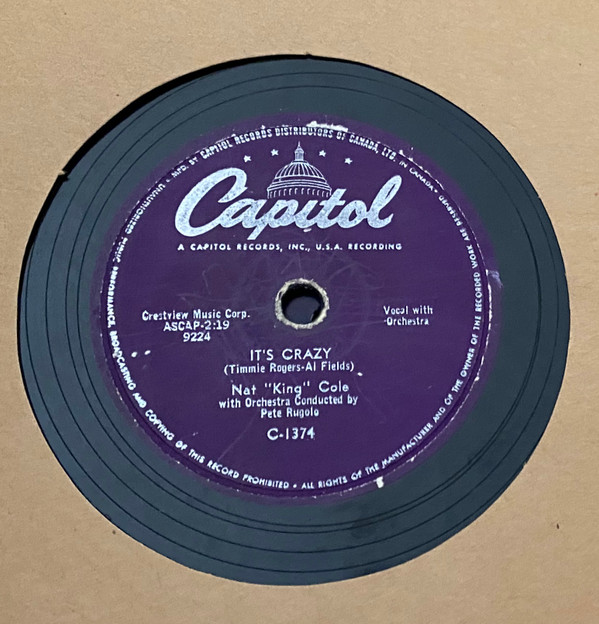 MFD. BY CAPITOL RECORDS DISTRIBUTORS OF CANADA, LTD. IN CANADA • ALL RIGHTS OF THE MANUFACTURER AND OF THE OWNER OF THE RECORDED WORK ARE RESERVED • UNAUTHORIZED PUBLIC PERFORMANCE, BROADCASTING AND COPYING OF THIS RECORD PROHIBITED •
Capitol
A CAPITOL RECORDS, INC., U.S.A. RECORDING
Crestview Music Corp.
ASCAP-2:19
9224
Vocal with
Orchestra
IT'S CRAZY
(Timmie Rogers-Al Fields)
Nat "King" Cole
with Orchestra Conducted by
Pete Rugolo
C-1374